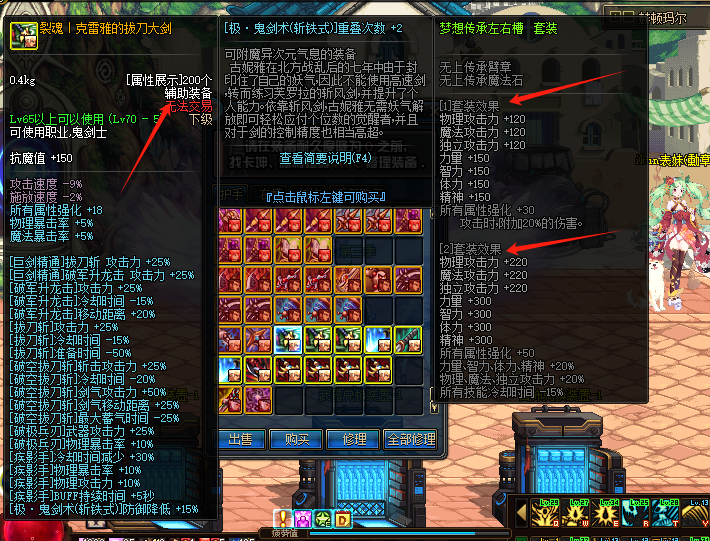 裂魂 | 克雷雅的拔刀大剑
0.4kg
[属性展示]200个
辅助装备
无法交易
Lv65以上可以使用 (Lv70 -
下级
可使用职业,鬼剑士
抗魔值 +150
攻击速度 -9%
施放速度 -2%
所有属性强化 +18
物理暴击率 +5%
魔法暴击率 +5%
[巨剑精通]拔刀斩 攻击力 +25%
[巨剑精通]破军升龙击 攻击力 +25%
[破军升龙击]攻击力 +25%
[破军升龙击]冷却时间 -15%
[破军升龙击]移动距离 +20%
[拔刀斩]攻击力 +25%
[拔刀斩]冷却时间 -15%
[拔刀斩]准备时间 -50%
[破空拔刀斩]斩击攻击力 +25%
[破空拔刀斩]冷却时间 -20%
[破空拔刀斩]剑气攻击力 +50%
[破空拔刀斩]剑气移动距离 +25%
[破空拔刀斩]最大蓄气时间 -25%
[破极兵刃]武器攻击力 +25%
[破极兵刃]物理暴击率 +10%
[疾影手]冷却时间减少 +30%
[疾影手]物理暴击率 +10%
[疾影手]物理攻击力 +10%
[疾影手]BUFF持续时间 +5秒
[极·鬼剑术(斩铁式)]防御降低 +15%
[极·鬼剑术(斩铁式)]重叠次数 +2
可附魔异次元气息的装备
古妮雅在北方战乱后的七年中由于封
印住了自己的妖气,因此不能使用高速剑
,转而练习芙罗拉的斩风剑,并提升了个
人能力。依靠斩风剑,古妮雅无需妖气解
放即可轻松应付个位数的觉醒者,并且
对于剑的控制精度也相当高超。
查看简要说明(F4)
『点击鼠标左键可购买』
出售
购买
修理
全部修理
梦想传承左右槽 套装
无上传承臂章
无上传承魔法石
[1]套装效果
物理攻击力 +120
魔法攻击力 +120
独立攻击力 +120
力量 +150
智力 +150
体力 +150
精神 +150
所有属性强化 +30
攻击时,附加20%的伤害。
[2]套装效果
物理攻击力 +220
魔法攻击力 +220
独立攻击力 +220
力量 +300
智力 +300
体力 +300
精神 +300
所有属性强化 +50
力量、智力、体力、精神 +20%
物理、魔法、独立攻击力 +20%
所有技能冷却时间 -15%
赫顿玛尔
疲劳值